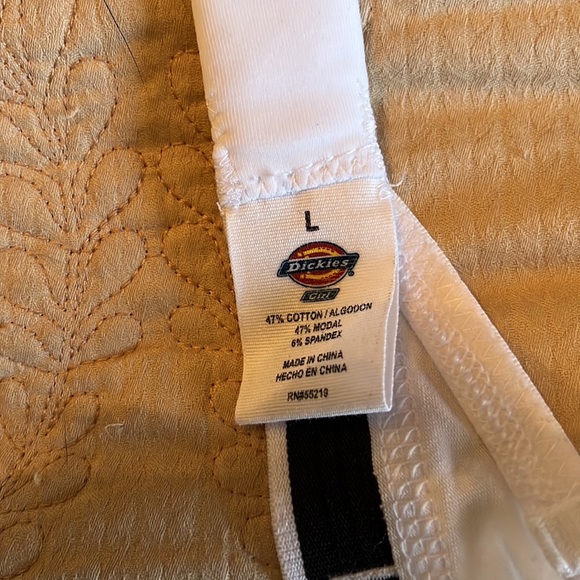 L
Dickies
Girl
47% COTTON / ALGODON
47% MODAL
6% SPANDEX
MADE IN CHINA
HECHO EN CHINA
RN#55219